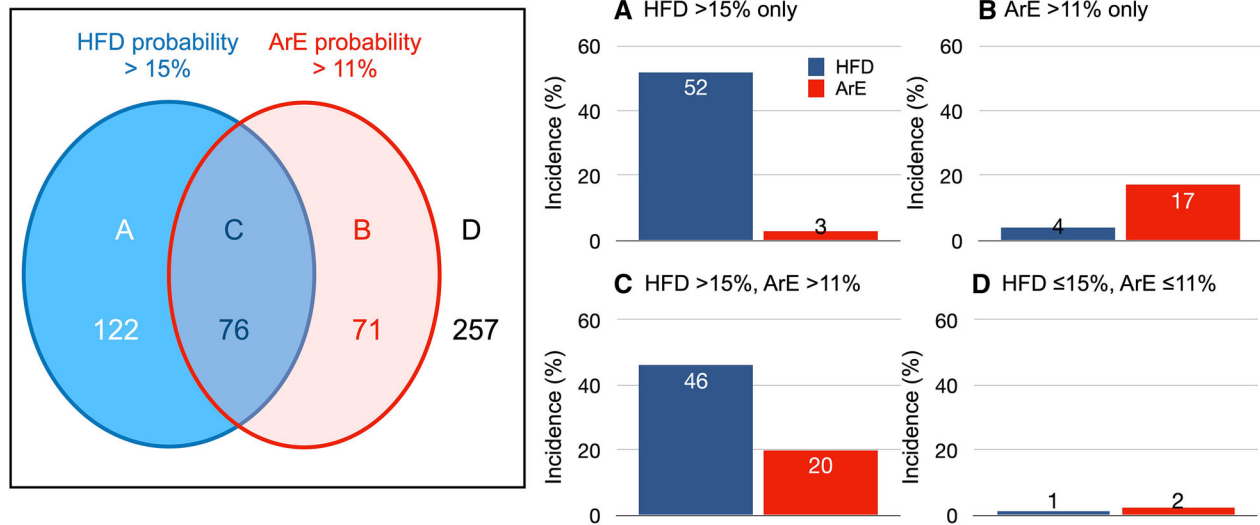 HFD probability
> 15%
ArE probability
> 11%
A
C
B
D
122
76
71
257
A HFD >15% only
Incidence (%)
60
40
20
0
HFD
ArE
52
3
B ArE >11% only
Incidence (%)
60
40
20
0
4
17
C HFD >15%, ArE >11%
Incidence (%)
60
40
20
0
46
20
D HFD ≤15%, ArE ≤11%
Incidence (%)
60
40
20
0
1
2